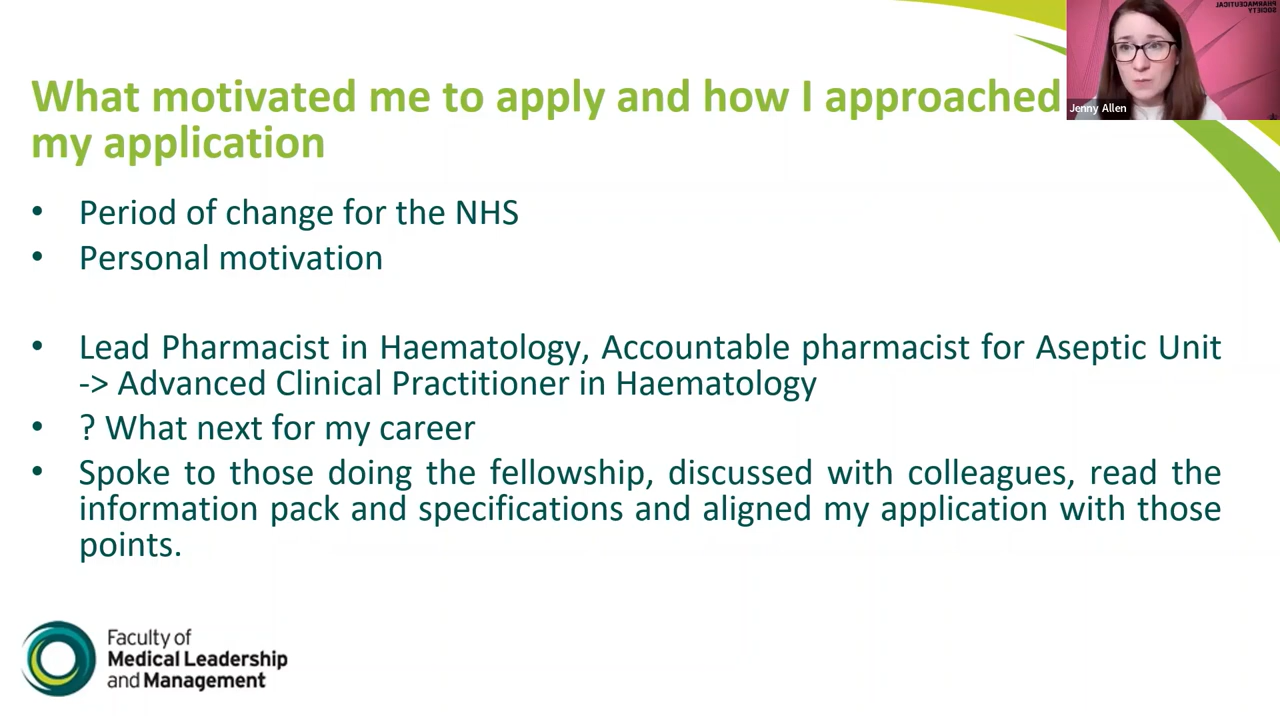 PHARMACEUTICAL
SOCIETY
Jenny Allen
What motivated me to apply and how I approached
my application
• Period of change for the NHS
• Personal motivation
• Lead Pharmacist in Haematology, Accountable pharmacist for Aseptic Unit
-> Advanced Clinical Practitioner in Haematology
• ? What next for my career
• Spoke to those doing the fellowship, discussed with colleagues, read the
information pack and specifications and aligned my application with those
points.
Faculty of
Medical Leadership
and Management